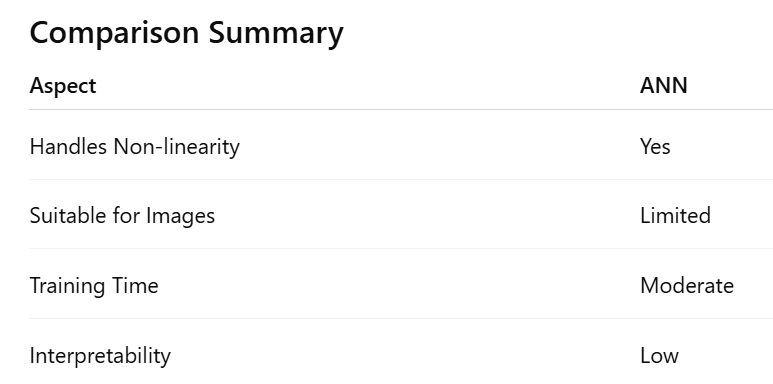 Comparison Summary
Aspect ANN
Handles Non-linearity Yes
Suitable for Images Limited
Training Time Moderate
Interpretability Low